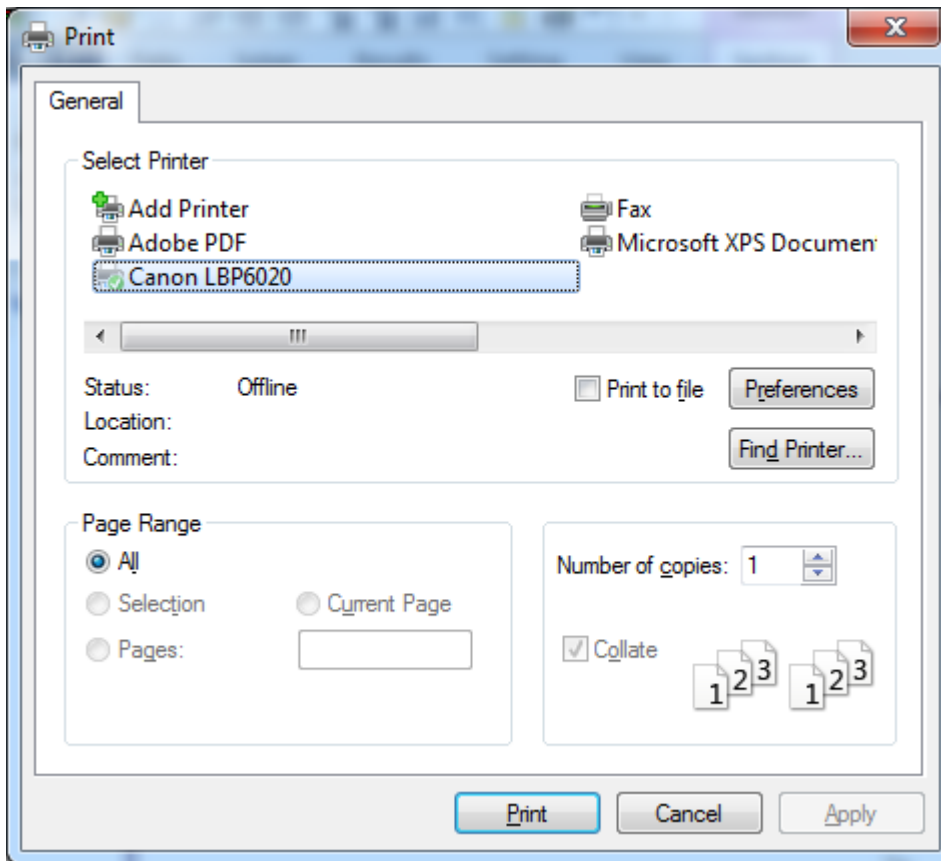 Print
General
Select Printer
Add Printer
Fax
Adobe PDF
Microsoft XPS Documen
Canon LBP6020
Status: Offline
Print to file
Preferences
Location:
Comment:
Find Printer...
Page Range
All
Number of copies: 1
Selection
Current Page
Pages:
Collate
1 2 3 1 2 3
Print
Cancel
Apply